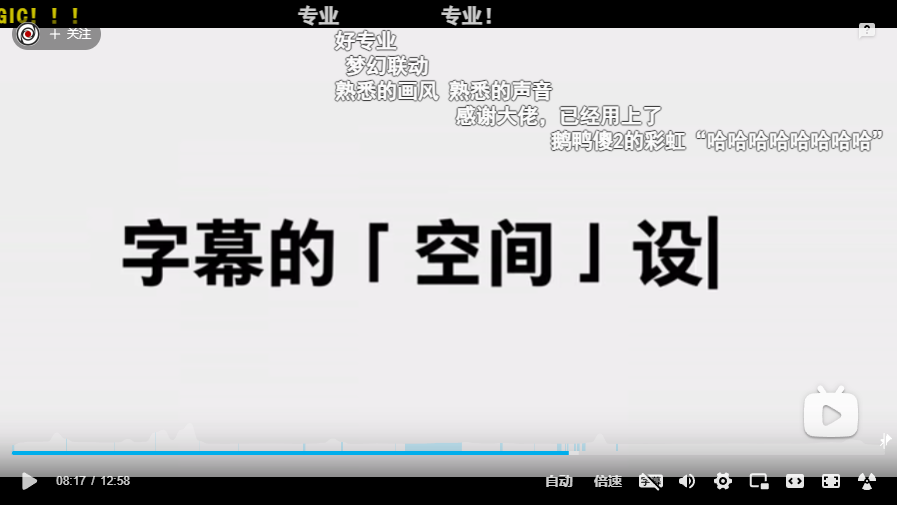 GIC！！！ 专业 专业！
+ 关注
好专业
梦幻联动
熟悉的画风 熟悉的声音
感谢大佬，已经用上了
鹅鸭傻2的彩虹“哈哈哈哈哈哈哈哈”
字幕的「空间」设
08:17 / 12:58 自动 倍速 字幕